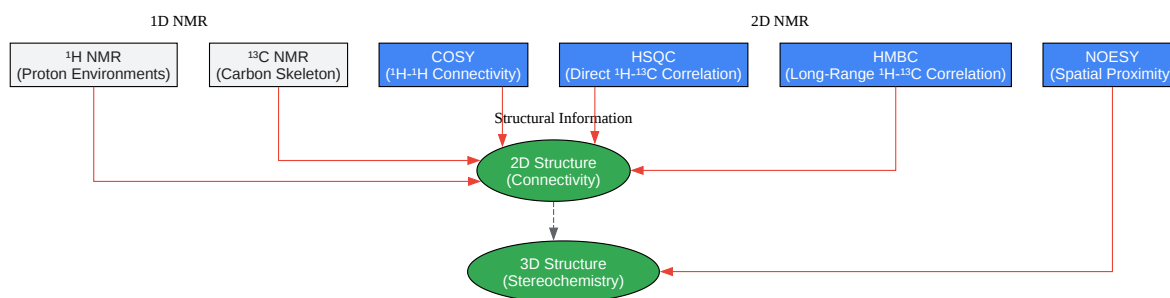 1D NMR
2D NMR
¹H NMR
(Proton Environments)
¹³C NMR
(Carbon Skeleton)
COSY
(¹H-¹H Connectivity)
HSQC
(Direct ¹H-¹³C Correlation)
HMBC
(Long-Range ¹H-¹³C Correlation)
NOESY
(Spatial Proximity)
Structural Information
2D Structure
(Connectivity)
3D Structure
(Stereochemistry)